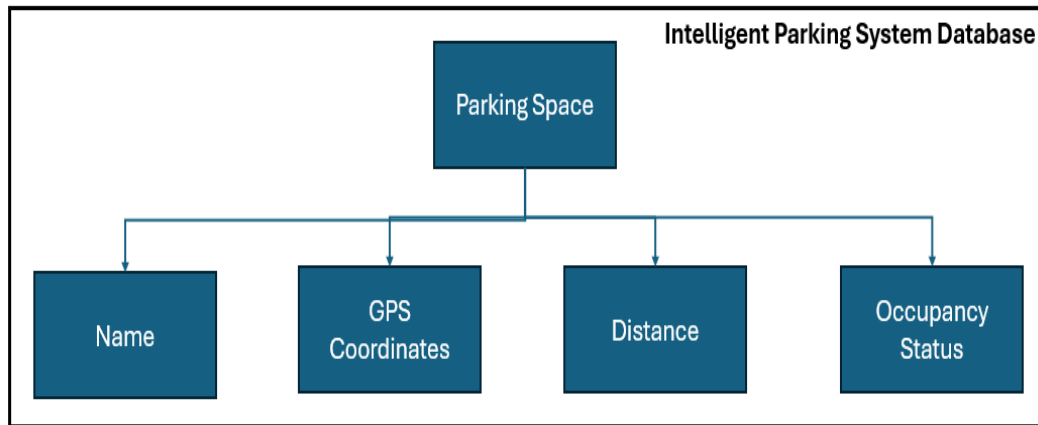 Intelligent Parking System Database
Parking Space
Name
GPS
Coordinates
Distance
Occupancy
Status